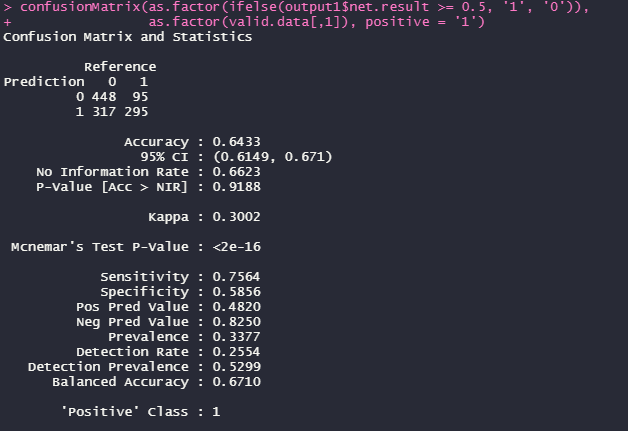 > confusionMatrix(as.factor(ifelse(output1$net.result >= 0.5, '1', '0')),
+ as.factor(valid.data[,1]), positive = '1')
Confusion Matrix and Statistics
Reference
Prediction 0 1
0 448 95
1 317 295
Accuracy : 0.6433
95% CI : (0.6149, 0.671)
No Information Rate : 0.6623
P-Value [Acc > NIR] : 0.9188
Kappa : 0.3002
Mcnemar's Test P-Value : <2e-16
Sensitivity : 0.7564
Specificity : 0.5856
Pos Pred Value : 0.4820
Neg Pred Value : 0.8250
Prevalence : 0.3377
Detection Rate : 0.2554
Detection Prevalence : 0.5299
Balanced Accuracy : 0.6710
'Positive' Class : 1